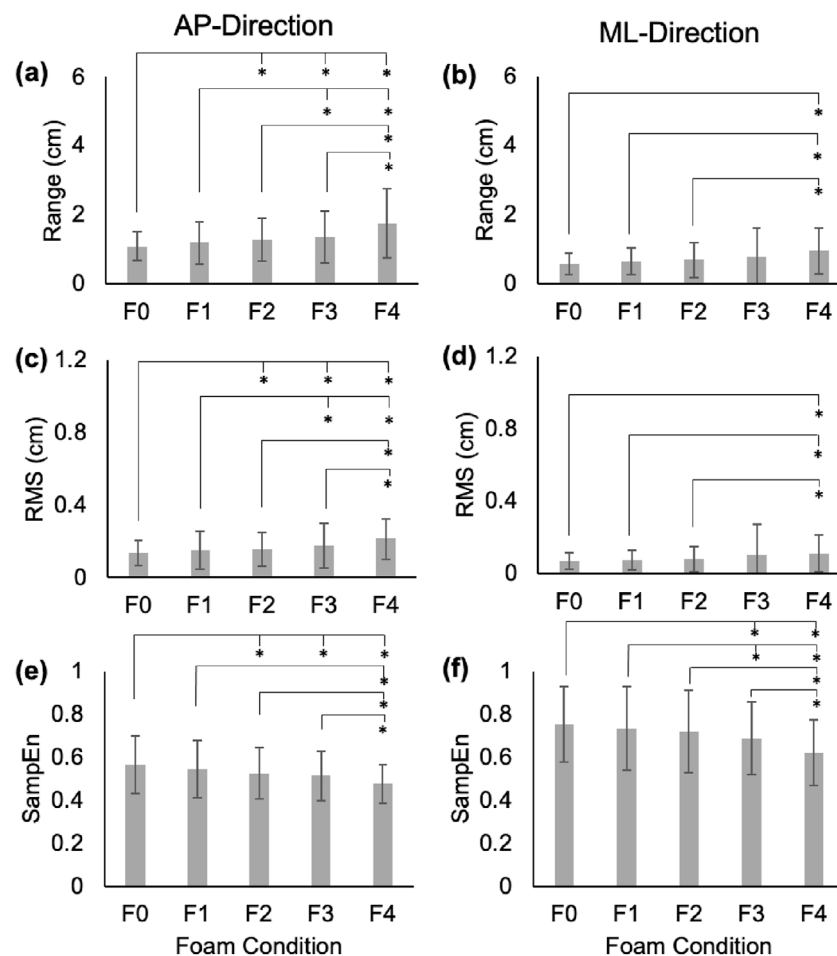 AP-Direction
ML-Direction
(a)
6
4
2
0
Range (cm)
* * *
* *
*
*
F0 F1 F2 F3 F4
(b)
6
4
2
0
Range (cm)
*
*
*
F0 F1 F2 F3 F4
(c)
1.2
0.8
0.4
0
RMS (cm)
* * *
* *
*
*
F0 F1 F2 F3 F4
(d)
1.2
0.8
0.4
0
RMS (cm)
*
*
*
F0 F1 F2 F3 F4
(e)
1
0.8
0.6
0.4
0.2
0
SampEn
* * *
*
*
*
F0 F1 F2 F3 F4
Foam Condition
(f)
1
0.8
0.6
0.4
0.2
0
SampEn
* *
* *
*
*
F0 F1 F2 F3 F4
Foam Condition